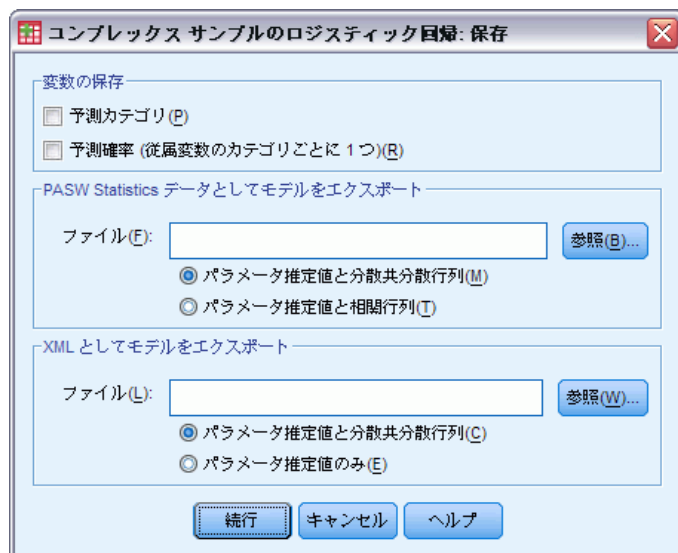 コンプレックス サンプルのロジスティック回帰: 保存
変数の保存
予測カテゴリ(P)
予測確率 (従属変数のカテゴリごとに 1 つ)(R)
PASW Statistics データとしてモデルをエクスポート
ファイル(F):
参照(B)...
パラメータ推定値と分散共分散行列(M)
パラメータ推定値と相関行列(T)
XML としてモデルをエクスポート
ファイル(L):
参照(W)...
パラメータ推定値と分散共分散行列(C)
パラメータ推定値のみ(E)
続行 キャンセル ヘルプ